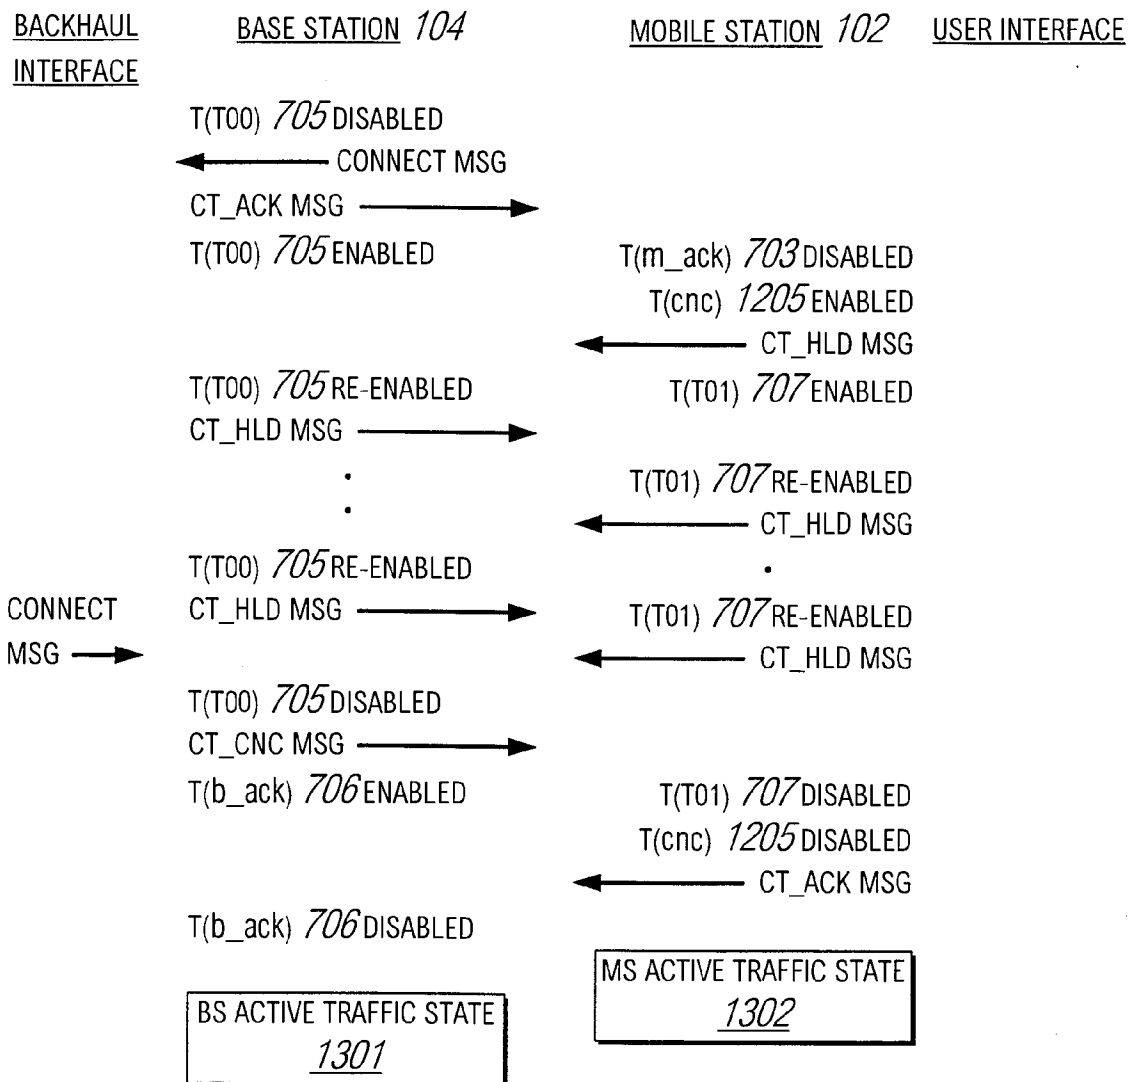 BACKHAUL INTERFACE
BASE STATION 104
MOBILE STATION 102
USER INTERFACE
T(T00) 705 DISABLED
CONNECT MSG
CT_ACK MSG
T(T00) 705 ENABLED
T(m_ack) 703 DISABLED
T(cnc) 1205 ENABLED
CT_HLD MSG
T(T00) 705 RE-ENABLED
T(T01) 707 ENABLED
CT_HLD MSG
T(T01) 707 RE-ENABLED
CT_HLD MSG
T(T00) 705 RE-ENABLED
CONNECT MSG
CT_HLD MSG
T(T01) 707 RE-ENABLED
CT_HLD MSG
T(T00) 705 DISABLED
CT_CNC MSG
T(b_ack) 706 ENABLED
T(T01) 707 DISABLED
T(cnc) 1205 DISABLED
CT_ACK MSG
T(b_ack) 706 DISABLED
MS ACTIVE TRAFFIC STATE
1302
BS ACTIVE TRAFFIC STATE
1301